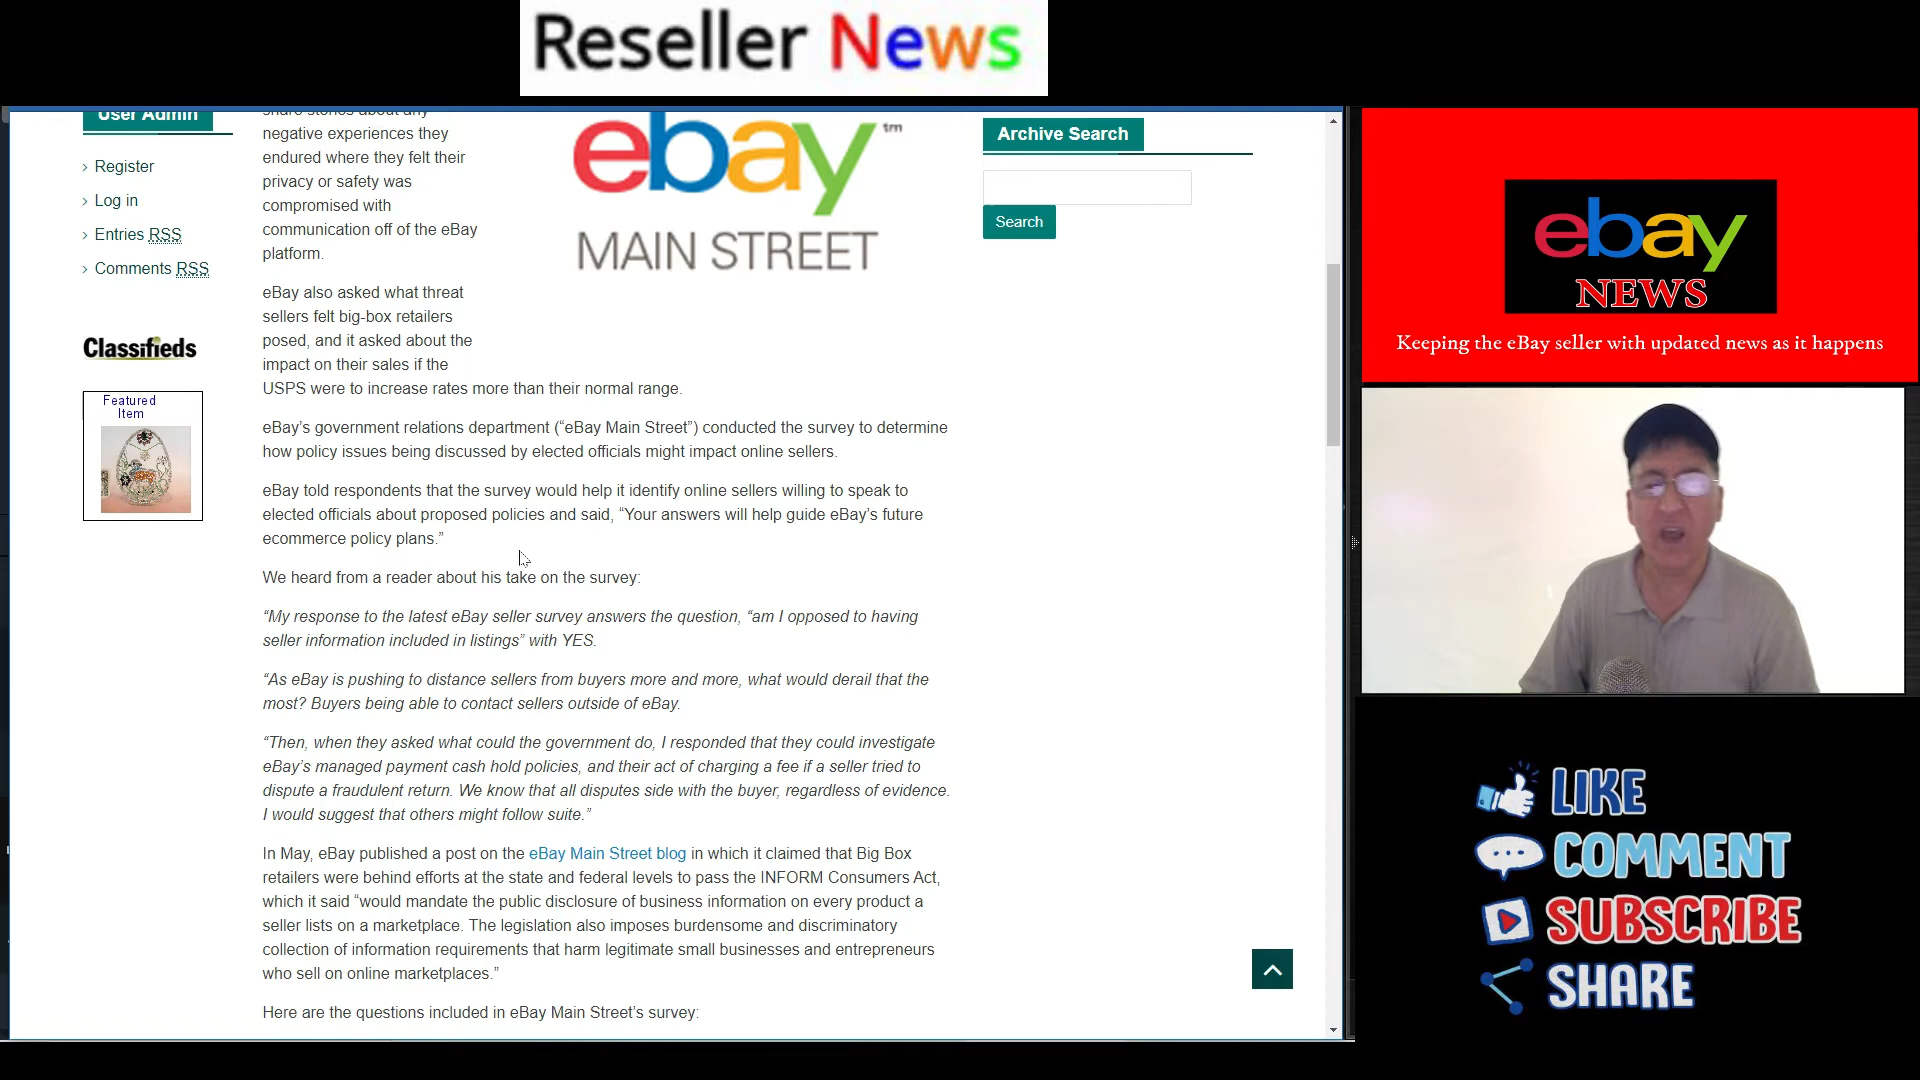 Reseller News
User Admin
Register
Log in
Entries RSS
Comments RSS
Classifieds
Featured
Item
share stories about any
negative experiences they
endured where they felt their
privacy or safety was
compromised with
communication off of the eBay
platform.
ebay™
MAIN STREET
eBay also asked what threat
sellers felt big-box retailers
posed, and it asked about the
impact on their sales if the
USPS were to increase rates more than their normal range.
eBay’s government relations department (“eBay Main Street”) conducted the survey to determine
how policy issues being discussed by elected officials might impact online sellers.
eBay told respondents that the survey would help it identify online sellers willing to speak to
elected officials about proposed policies and said, “Your answers will help guide eBay’s future
ecommerce policy plans.”
We heard from a reader about his take on the survey:
“My response to the latest eBay seller survey answers the question, “am I opposed to having
seller information included in listings” with YES.
“As eBay is pushing to distance sellers from buyers more and more, what would derail that the
most? Buyers being able to contact sellers outside of eBay.
“Then, when they asked what could the government do, I responded that they could investigate
eBay’s managed payment cash hold policies, and their act of charging a fee if a seller tried to
dispute a fraudulent return. We know that all disputes side with the buyer, regardless of evidence.
I would suggest that others might follow suite.”
In May, eBay published a post on the eBay Main Street blog in which it claimed that Big Box
retailers were behind efforts at the state and federal levels to pass the INFORM Consumers Act,
which it said “would mandate the public disclosure of business information on every product a
seller lists on a marketplace. The legislation also imposes burdensome and discriminatory
collection of information requirements that harm legitimate small businesses and entrepreneurs
who sell on online marketplaces.”
Here are the questions included in eBay Main Street’s survey:
Archive Search
Search
ebay
NEWS
Keeping the eBay seller with updated news as it happens
LIKE
COMMENT
SUBSCRIBE
SHARE